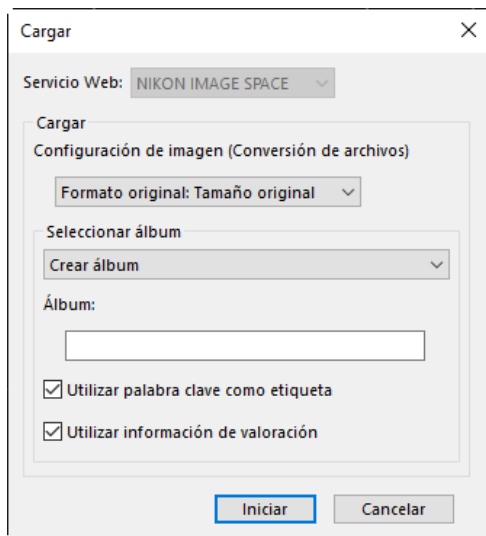 Cargar
Servicio Web: NIKON IMAGE SPACE
Cargar
Configuración de imagen (Conversión de archivos)
Formato original: Tamaño original
Seleccionar álbum
Crear álbum
Álbum:
Utilizar palabra clave como etiqueta
Utilizar información de valoración
Iniciar Cancelar